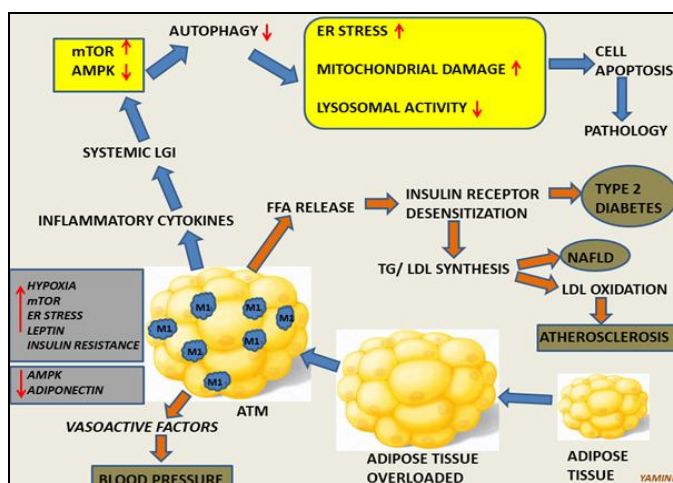 mTOR
AMPK
AUTOPHAGY
ER STRESS
MITOCHONDRIAL DAMAGE
LYSOSOMAL ACTIVITY
CELL
APOPTOSIS
PATHOLOGY
SYSTEMIC LGI
INFLAMMATORY CYTOKINES
FFA RELEASE
INSULIN RECEPTOR
DESENSITIZATION
TYPE 2
DIABETES
TG/ LDL SYNTHESIS
NAFLD
LDL OXIDATION
ATHEROSCLEROSIS
HYPOXIA
mTOR
ER STRESS
LEPTIN
INSULIN RESISTANCE
AMPK
ADIPONECTIN
M1
M1
M1
M1
M1
M1
M1
ATM
VASOACTIVE FACTORS
BLOOD PRESSURE
ADIPOSE TISSUE
OVERLOADED
ADIPOSE
TISSUE
YAMINI